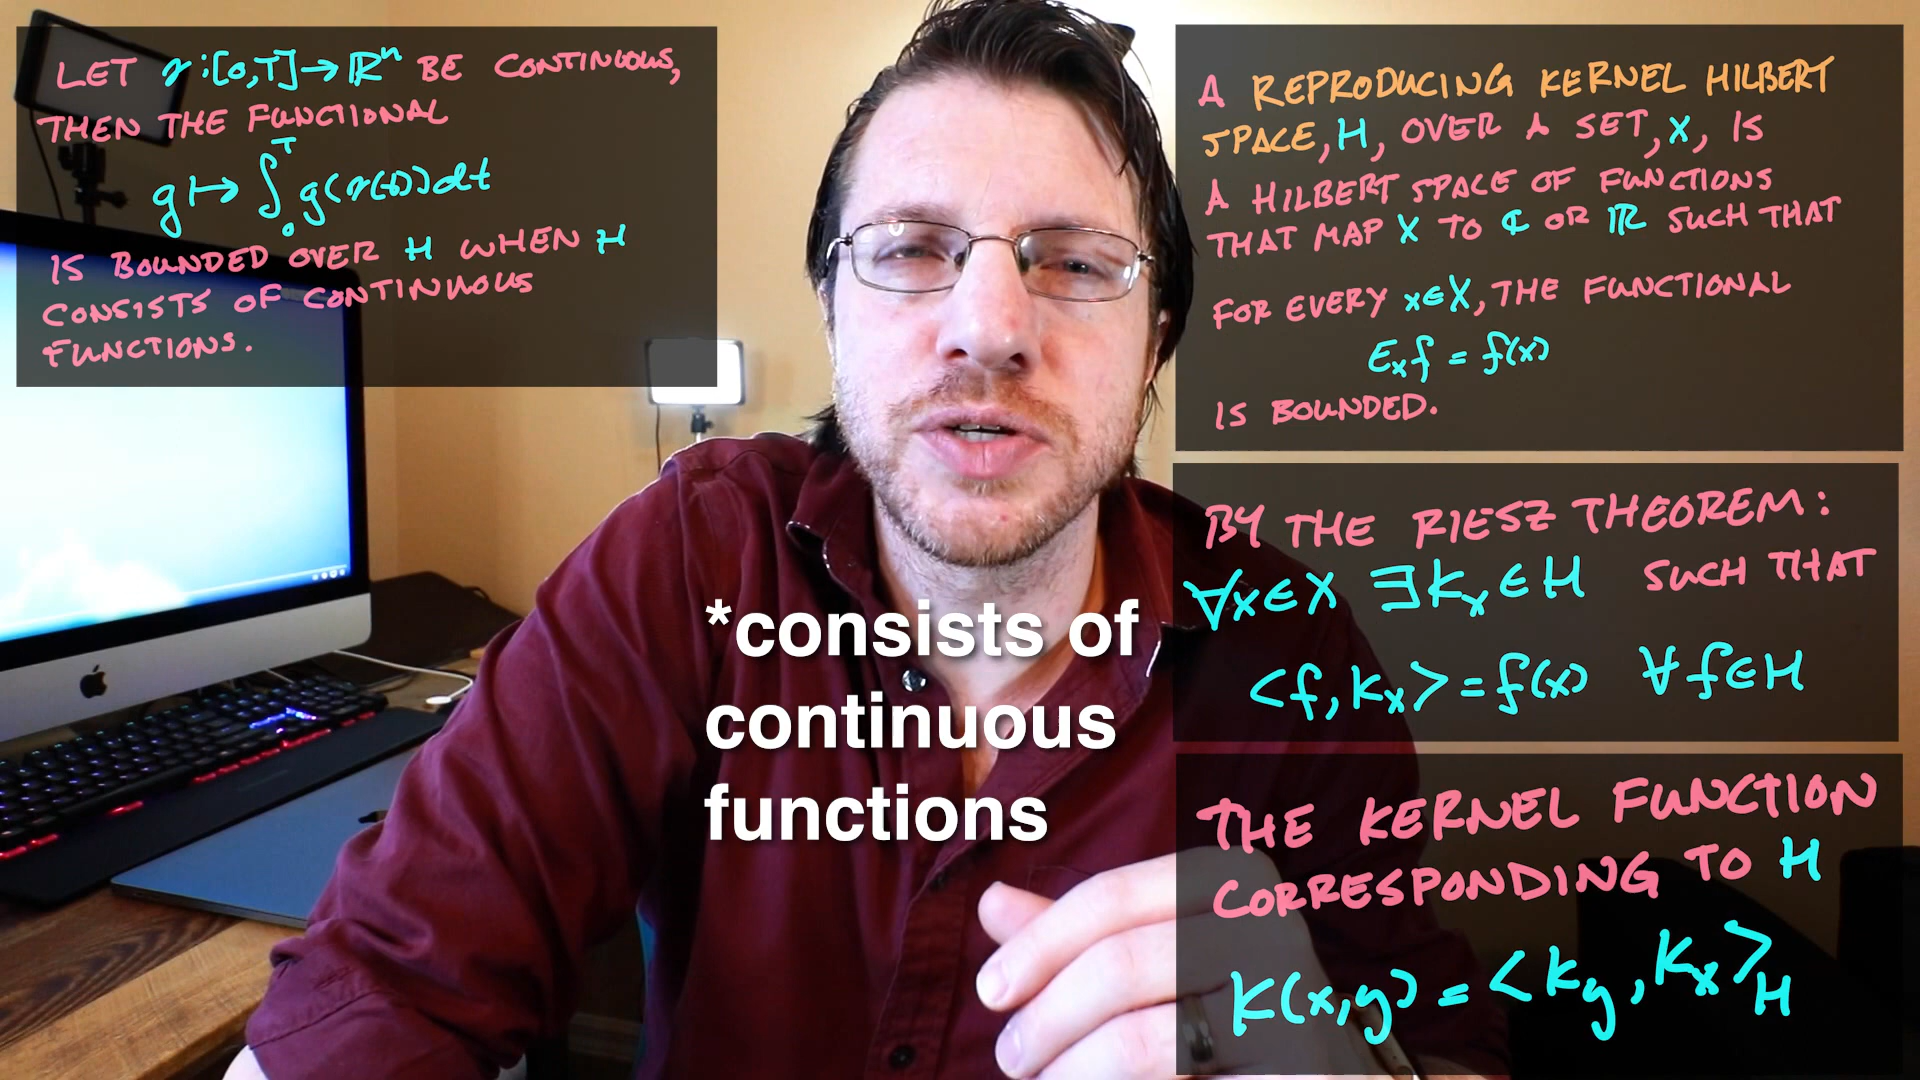 LET γ:[0,T]→ℝⁿ BE CONTINUOUS,
THEN THE FUNCTIONAL
g ↦ ∫₀ᵀ g(γ(t))dt
IS BOUNDED OVER H WHEN H
CONSISTS OF CONTINUOUS
FUNCTIONS.
A REPRODUCING KERNEL HILBERT
SPACE, H, OVER A SET, X, IS
A HILBERT SPACE OF FUNCTIONS
THAT MAP X TO ℂ OR ℝ SUCH THAT
FOR EVERY x∈X, THE FUNCTIONAL
Eₓf = f(x)
IS BOUNDED.
BY THE RIESZ THEOREM:
∀x∈X ∃kₓ∈H SUCH THAT
<f, kₓ> = f(x) ∀f∈H
*consists of
continuous
functions
THE KERNEL FUNCTION
CORRESPONDING TO H
K(x,y) = <k_y, kₓ>_H